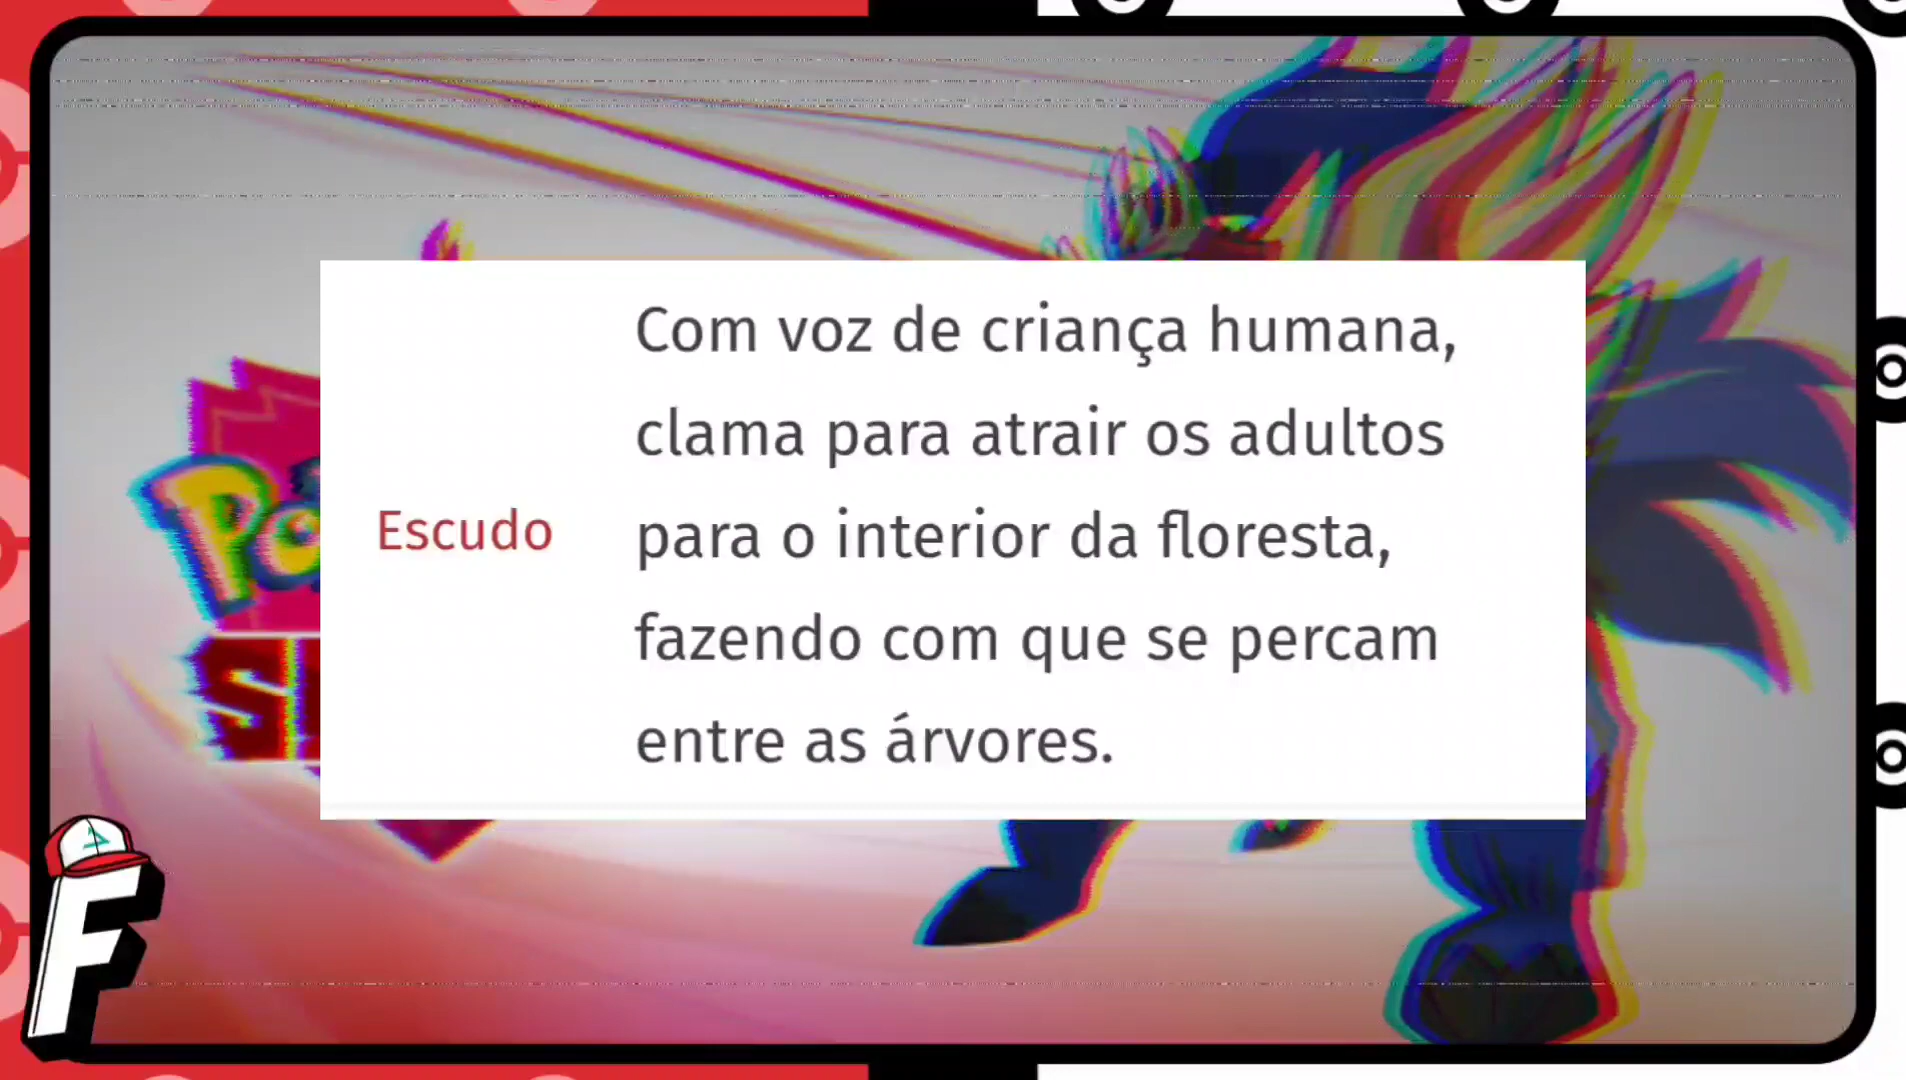 Com voz de criança humana,
clama para atrair os adultos
Escudo
para o interior da floresta,
fazendo com que se percam
entre as árvores.
Po
F